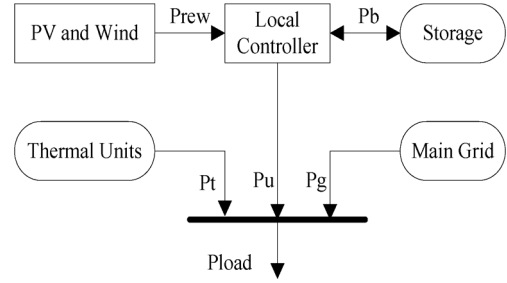 PV and Wind
Prew
Local
Controller
Pb
Storage
Thermal Units
Main Grid
Pt
Pu
Pg
Pload